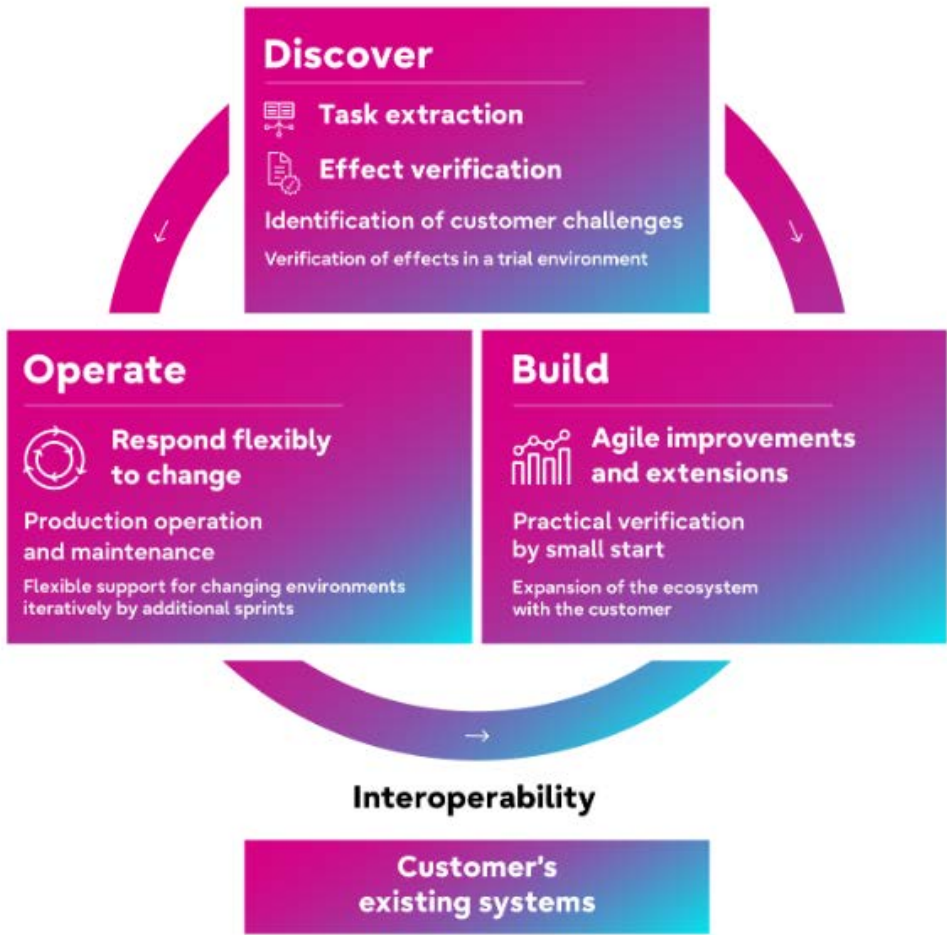 Discover
Task extraction
Effect verification
Identification of customer challenges
Verification of effects in a trial environment
Operate
Respond flexibly
to change
Production operation
and maintenance
Flexible support for changing environments
iteratively by additional sprints
Build
Agile improvements
and extensions
Practical verification
by small start
Expansion of the ecosystem
with the customer
Interoperability
Customer's
existing systems